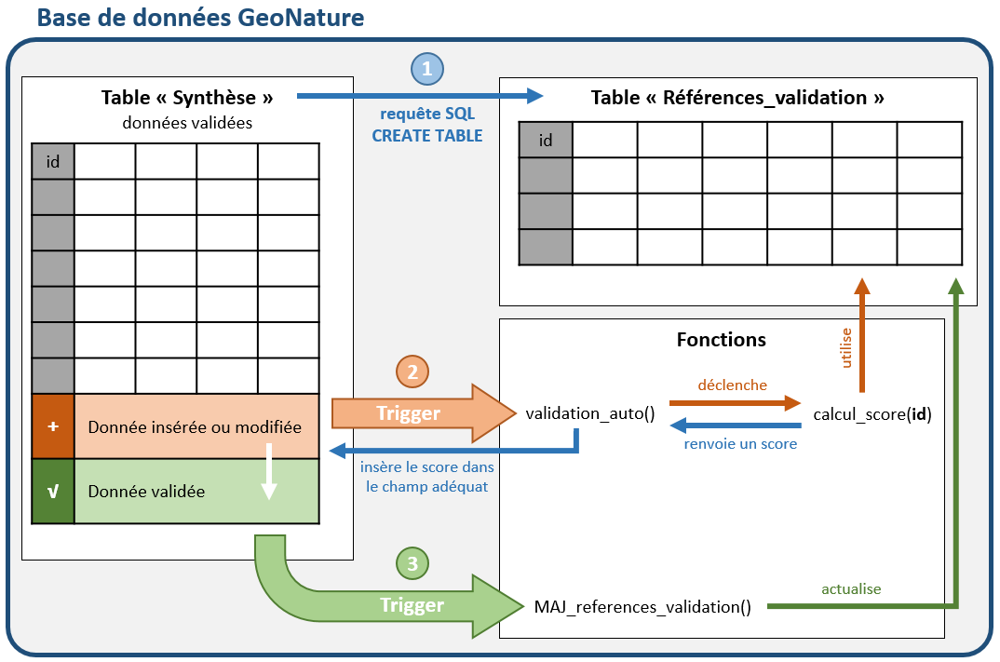 Base de données GeoNature
1
Table « Synthèse »
données validées
requête SQL
CREATE TABLE
Table « Références_validation »
id
id
2
Trigger
+
Donnée insérée ou modifiée
√
Donnée validée
insère le score dans
le champ adéquat
Fonctions
utilise
déclenche
validation_auto()
calcul_score(id)
renvoie un score
3
Trigger
MAJ_references_validation()
actualise